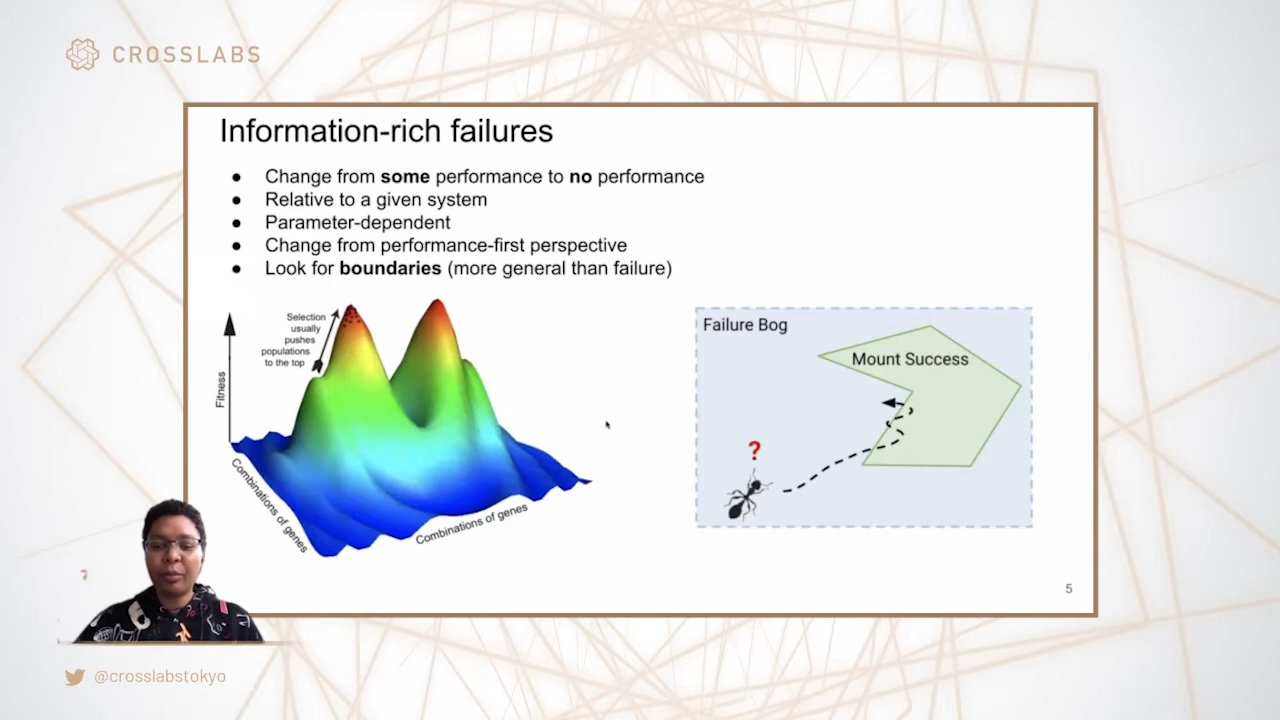 CROSSLABS
Information-rich failures
● Change from some performance to no performance
● Relative to a given system
● Parameter-dependent
● Change from performance-first perspective
● Look for boundaries (more general than failure)
Selection
usually
pushes
populations
to the top
Fitness
Combinations of genes
Combinations of genes
Failure Bog
Mount Success
?
5
@crosslabstokyo